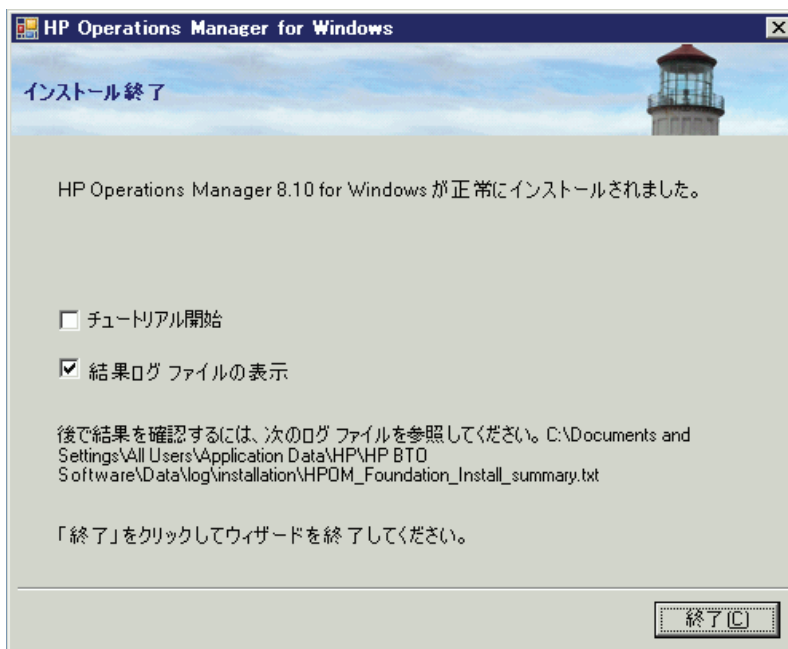 HP Operations Manager for Windows
インストール終了
HP Operations Manager 8.10 for Windows が正常にインストールされました。
チュートリアル開始
結果ログ ファイルの表示
後で結果を確認するには、次のログ ファイルを参照してください。C:\Documents and
Settings\All Users\Application Data\HP\HP BTO
Software\Data\log\installation\HPOM_Foundation_Install_summary.txt
「終了」をクリックしてウィザードを終了してください。
終了(C)